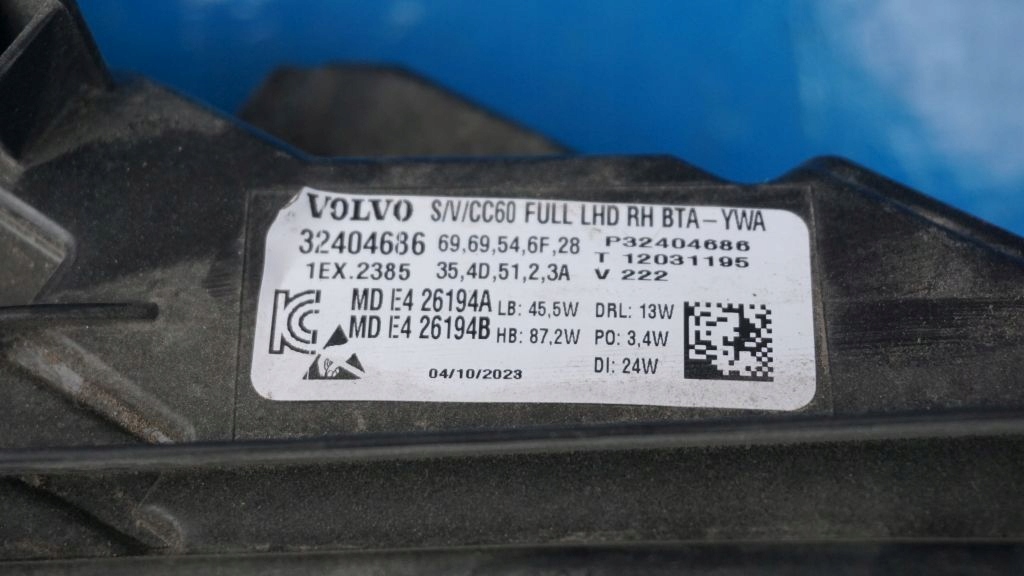 VOLVO S/V/CC60 FULL LHD RH BTA-YWA
32404686 69,69,54,6F,28 P32404686
T 12031195
1EX.2385 35,4D,51,2,3A V 222
MD E4 26194A LB: 45,5W DRL: 13W
MD E4 26194B HB: 87,2W PO: 3,4W
DI: 24W
04/10/2023